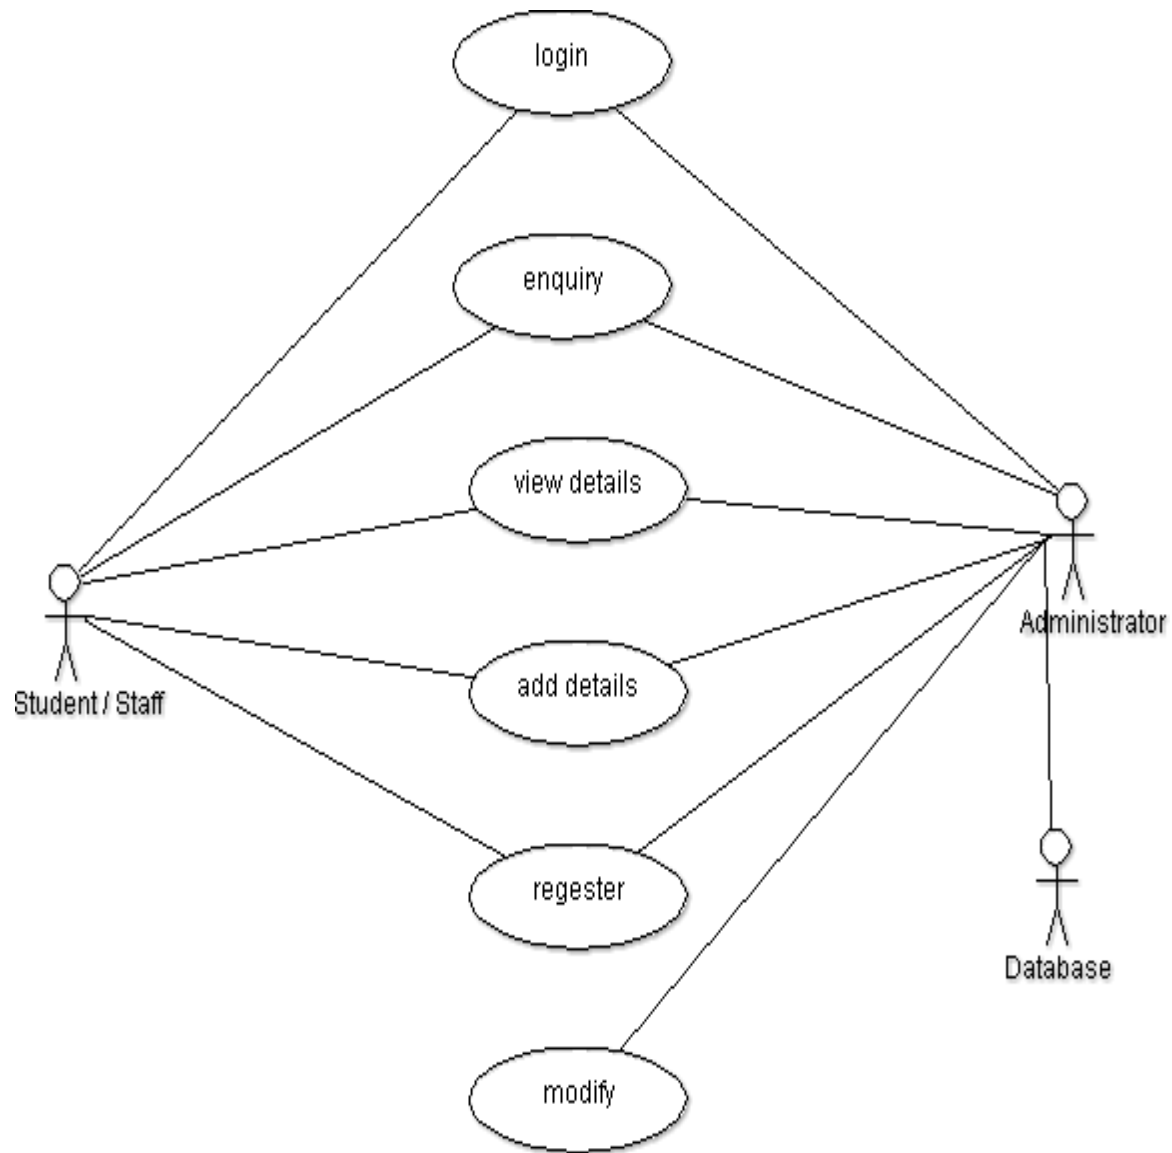 login
enquiry
view details
Administrator
add details
Student / Staff
regester
Database
modify